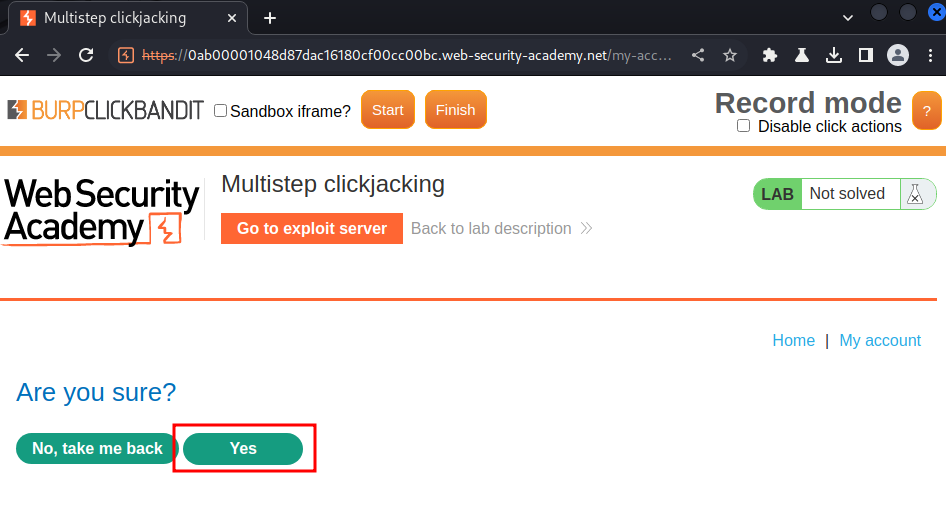 Multistep clickjacking
https://0ab00001048d87dac16180cf00cc00bc.web-security-academy.net/my-acc...
BURPCLICKBANDIT Sandbox iframe? Start Finish Record mode ?
Disable click actions
Web Security Academy
Multistep clickjacking
LAB Not solved
Go to exploit server Back to lab description
Home | My account
Are you sure?
No, take me back Yes